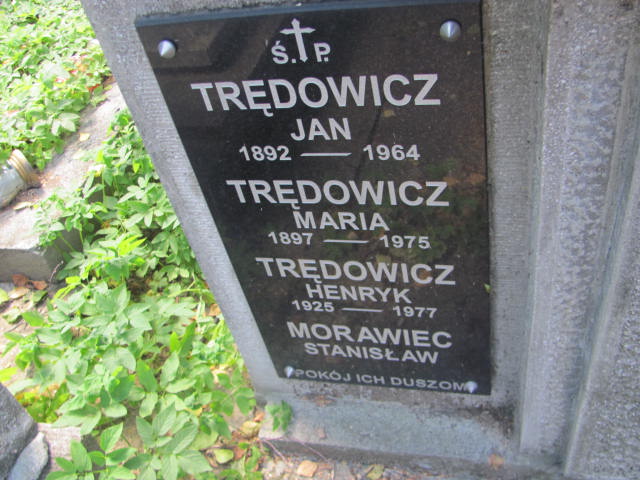 Ś.†P.
TRĘDOWICZ
JAN
1892 — 1964
TRĘDOWICZ
MARIA
1897 — 1975
TRĘDOWICZ
HENRYK
1925 — 1977
MORAWIEC
STANISŁAW
POKÓJ ICH DUSZOM